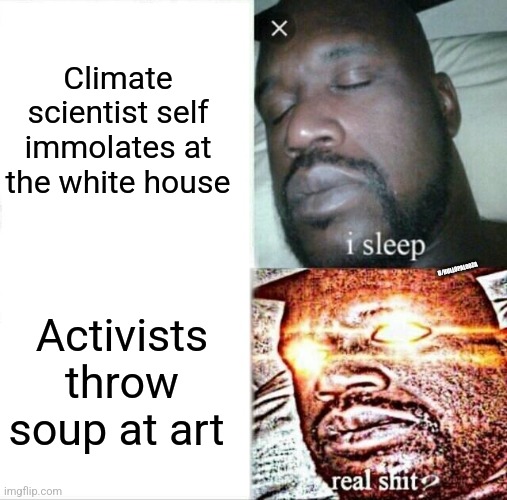 Climate
scientist self
immolates at
the white house
i sleep
Activists
throw
soup at art
real shit?
imgflip.com